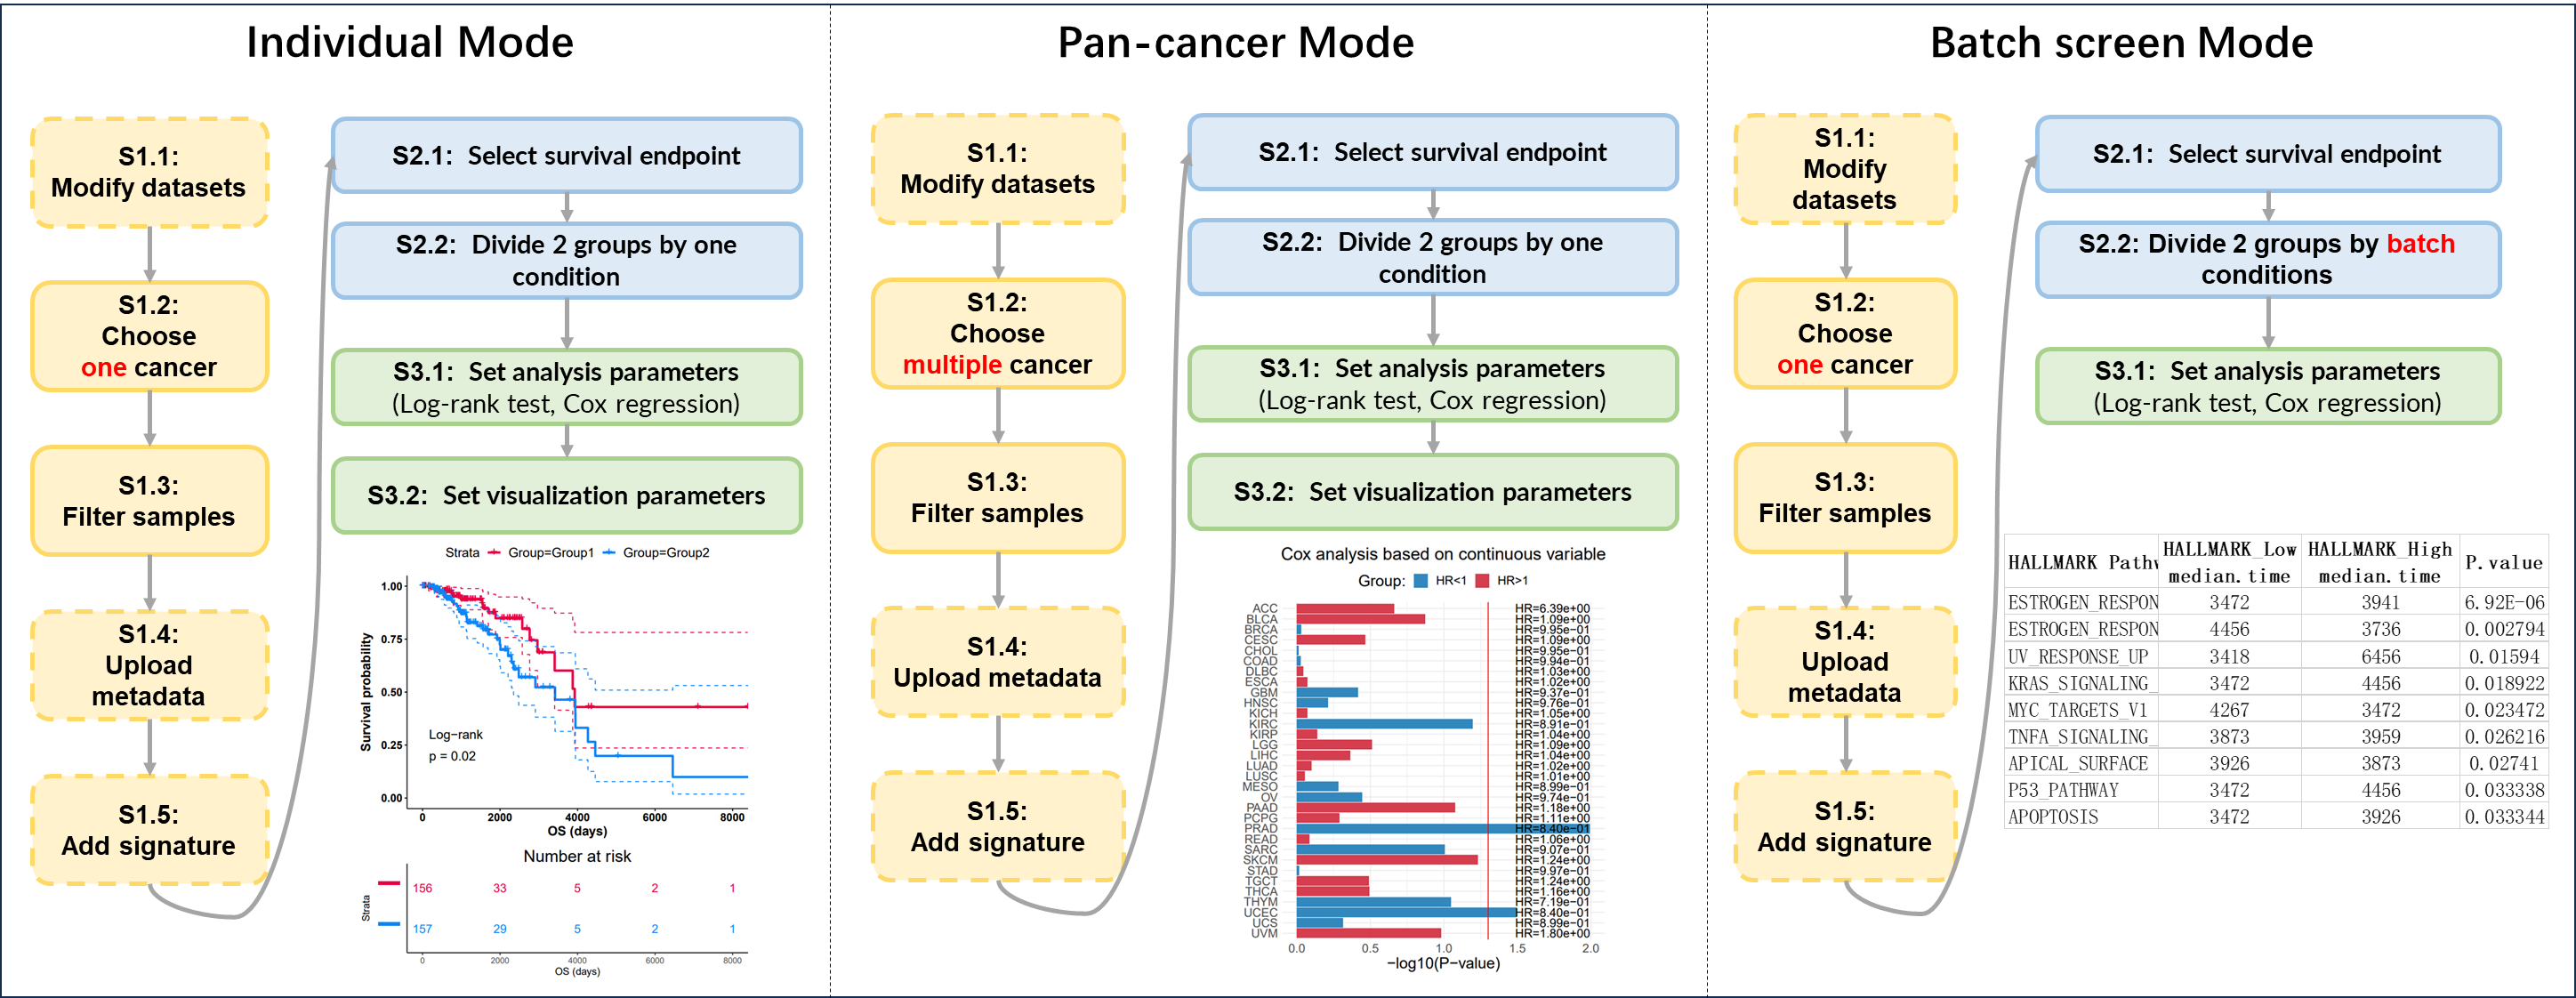 Individual Mode
S1.1:
Modify datasets
S1.2:
Choose
one cancer
S1.3:
Filter samples
S1.4:
Upload
metadata
S1.5:
Add signature
S2.1: Select survival endpoint
S2.2: Divide 2 groups by one
condition
S3.1: Set analysis parameters
(Log-rank test, Cox regression)
S3.2: Set visualization parameters
Strata Group=Group1 Group=Group2
Survival probability
1.00
0.75
0.50
0.25
0.00
Log-rank
p = 0.02
0 2000 4000 6000 8000
OS (days)
Number at risk
Strata
156 33 5 2 1
157 29 5 2 1
0 2000 4000 6000 8000
OS (days)
Pan-cancer Mode
S1.1:
Modify datasets
S1.2:
Choose
multiple cancer
S1.3:
Filter samples
S1.4:
Upload metadata
S1.5:
Add signature
S2.1: Select survival endpoint
S2.2: Divide 2 groups by one
condition
S3.1: Set analysis parameters
(Log-rank test, Cox regression)
S3.2: Set visualization parameters
Cox analysis based on continuous variable
Group: HR<1 HR>1
ACC HR=6.39e+00
BLCA HR=1.09e+00
BRCA HR=9.95e-01
CESC HR=1.09e+00
CHOL HR=9.95e-01
COAD HR=9.94e-01
DLBC HR=1.03e+00
ESCA HR=1.02e+00
GBM HR=9.37e-01
HNSC HR=9.76e-01
KICH HR=1.05e+00
KIRC HR=8.91e-01
KIRP HR=1.04e+00
LGG HR=1.09e+00
LIHC HR=1.04e+00
LUAD HR=1.02e+00
LUSC HR=1.01e+00
MESO HR=8.99e-01
OV HR=9.74e-01
PAAD HR=1.18e+00
PCPG HR=1.11e+00
PRAD HR=8.40e-01
READ HR=1.06e+00
SARC HR=9.07e-01
SKCM HR=1.24e+00
STAD HR=9.97e-01
TGCT HR=1.24e+00
THCA HR=1.16e+00
THYM HR=7.19e-01
UCEC HR=8.40e-01
UCS HR=8.99e-01
UVM HR=1.80e+00
0.0 0.5 1.0 1.5 2.0
−log10(P−value)
Batch screen Mode
S1.1:
Modify
datasets
S1.2:
Choose
one cancer
S1.3:
Filter samples
S1.4:
Upload
metadata
S1.5:
Add signature
S2.1: Select survival endpoint
S2.2: Divide 2 groups by batch
conditions
S3.1: Set analysis parameters
(Log-rank test, Cox regression)
HALLMARK Pathw HALLMARK_Low median.time HALLMARK_High median.time P.value
ESTROGEN_RESPON 3472 3941 6.92E-06
ESTROGEN_RESPON 4456 3736 0.002794
UV_RESPONSE_UP 3418 6456 0.01594
KRAS_SIGNALING_ 3472 4456 0.018922
MYC_TARGETS_V1 4267 3472 0.023472
TNFA_SIGNALING_ 3873 3959 0.026216
APICAL_SURFACE 3926 3873 0.02741
P53_PATHWAY 3472 4456 0.033338
APOPTOSIS 3472 3926 0.033344